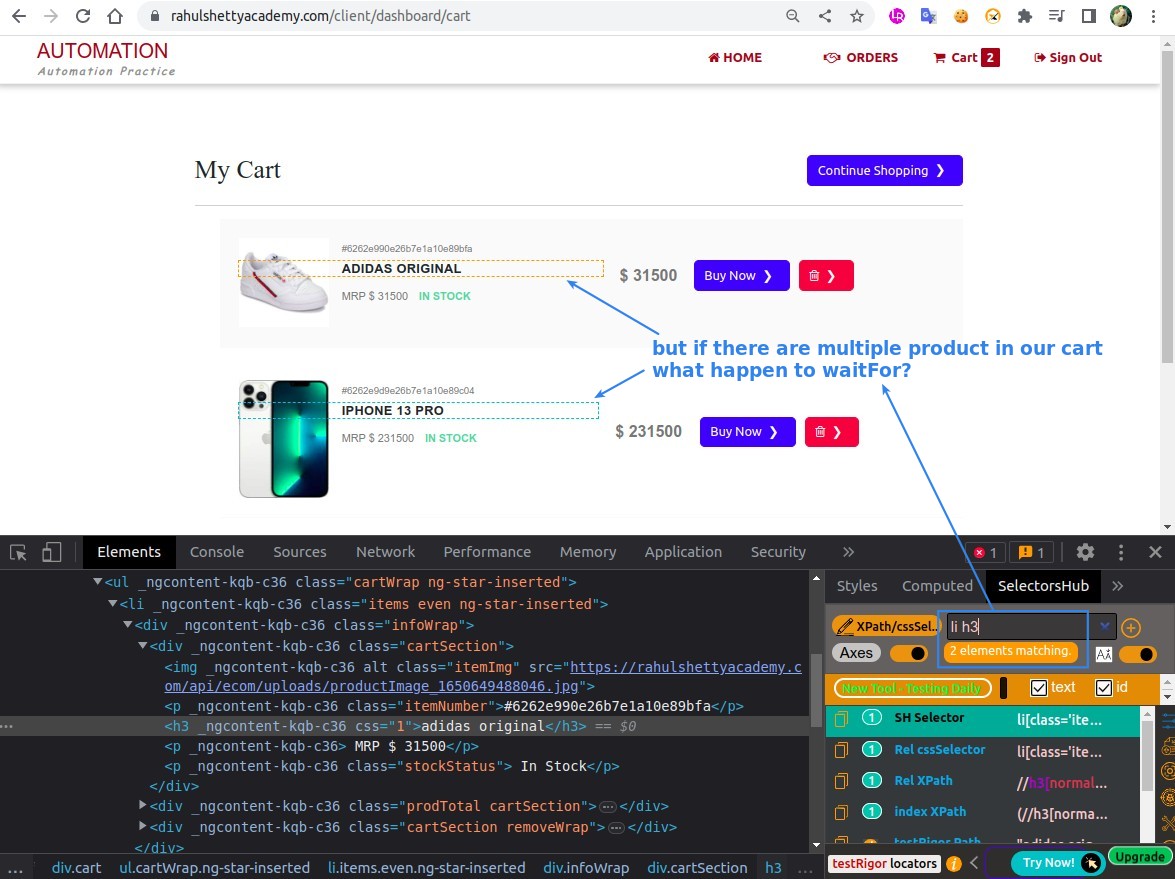 rahulshettyacademy.com/client/dashboard/cart
AUTOMATION
Automation Practice
HOME
ORDERS
Cart 2
Sign Out
My Cart
Continue Shopping ❯
#6262e990e26b7e1a10e89bfa
ADIDAS ORIGINAL
MRP $ 31500 IN STOCK
$ 31500
Buy Now ❯
❯
but if there are multiple product in our cart
what happen to waitFor?
#6262e9d9e26b7e1a10e89c04
IPHONE 13 PRO
MRP $ 231500 IN STOCK
$ 231500
Buy Now ❯
❯
Elements Console Sources Network Performance Memory Application Security » 1 1
<ul _ngcontent-kqb-c36 class="cartWrap ng-star-inserted">
<li _ngcontent-kqb-c36 class="items even ng-star-inserted">
<div _ngcontent-kqb-c36 class="infoWrap">
<div _ngcontent-kqb-c36 class="cartSection">
<img _ngcontent-kqb-c36 alt class="itemImg" src="https://rahulshettyacademy.c
om/api/ecom/uploads/productImage_1650649488046.jpg">
<p _ngcontent-kqb-c36 class="itemNumber">#6262e990e26b7e1a10e89bfa</p>
... <h3 _ngcontent-kqb-c36 css="1">adidas original</h3> == $0
<p _ngcontent-kqb-c36> MRP $ 31500</p>
<p _ngcontent-kqb-c36 class="stockStatus"> In Stock</p>
</div>
<div _ngcontent-kqb-c36 class="prodTotal cartSection">…</div>
<div _ngcontent-kqb-c36 class="cartSection removeWrap">…</div>
</div>
... div.cart ul.cartWrap.ng-star-inserted li.items.even.ng-star-inserted div.infoWrap div.cartSection h3 ...
Styles Computed SelectorsHub »
XPath/cssSel... li h3
Axes 2 elements matching.
New Tool - Testing Daily text id
1 SH Selector li[class='ite...
1 Rel cssSelector li[class='ite...
1 Rel XPath //h3[normal...
1 index XPath (//h3[norma...
testRigor Path "adidas orig...
testRigor locators i Try Now! Upgrade